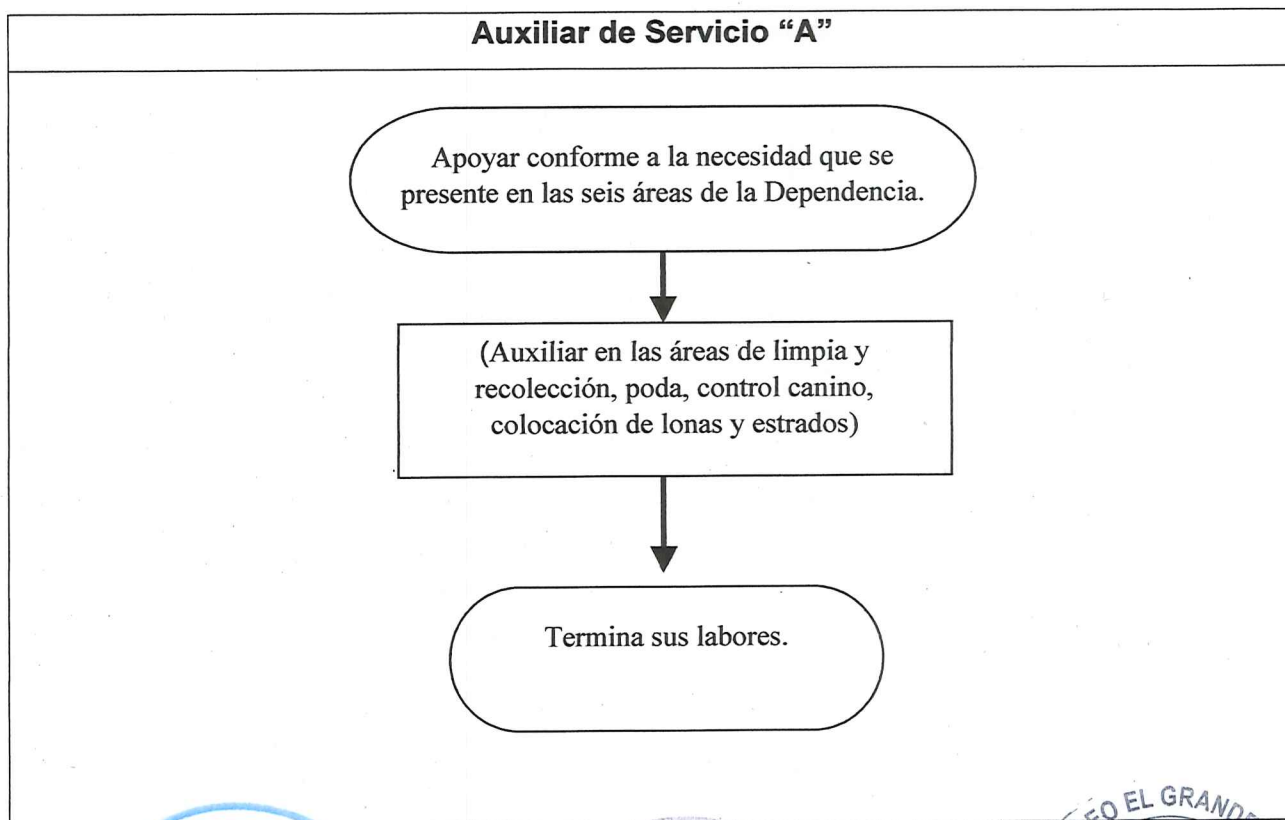 Auxiliar de Servicio “A”
Apoyar conforme a la necesidad que se
presente en las seis áreas de la Dependencia.
(Auxiliar en las áreas de limpia y
recolección, poda, control canino,
colocación de lonas y estrados)
Termina sus labores.
EL GRANDE